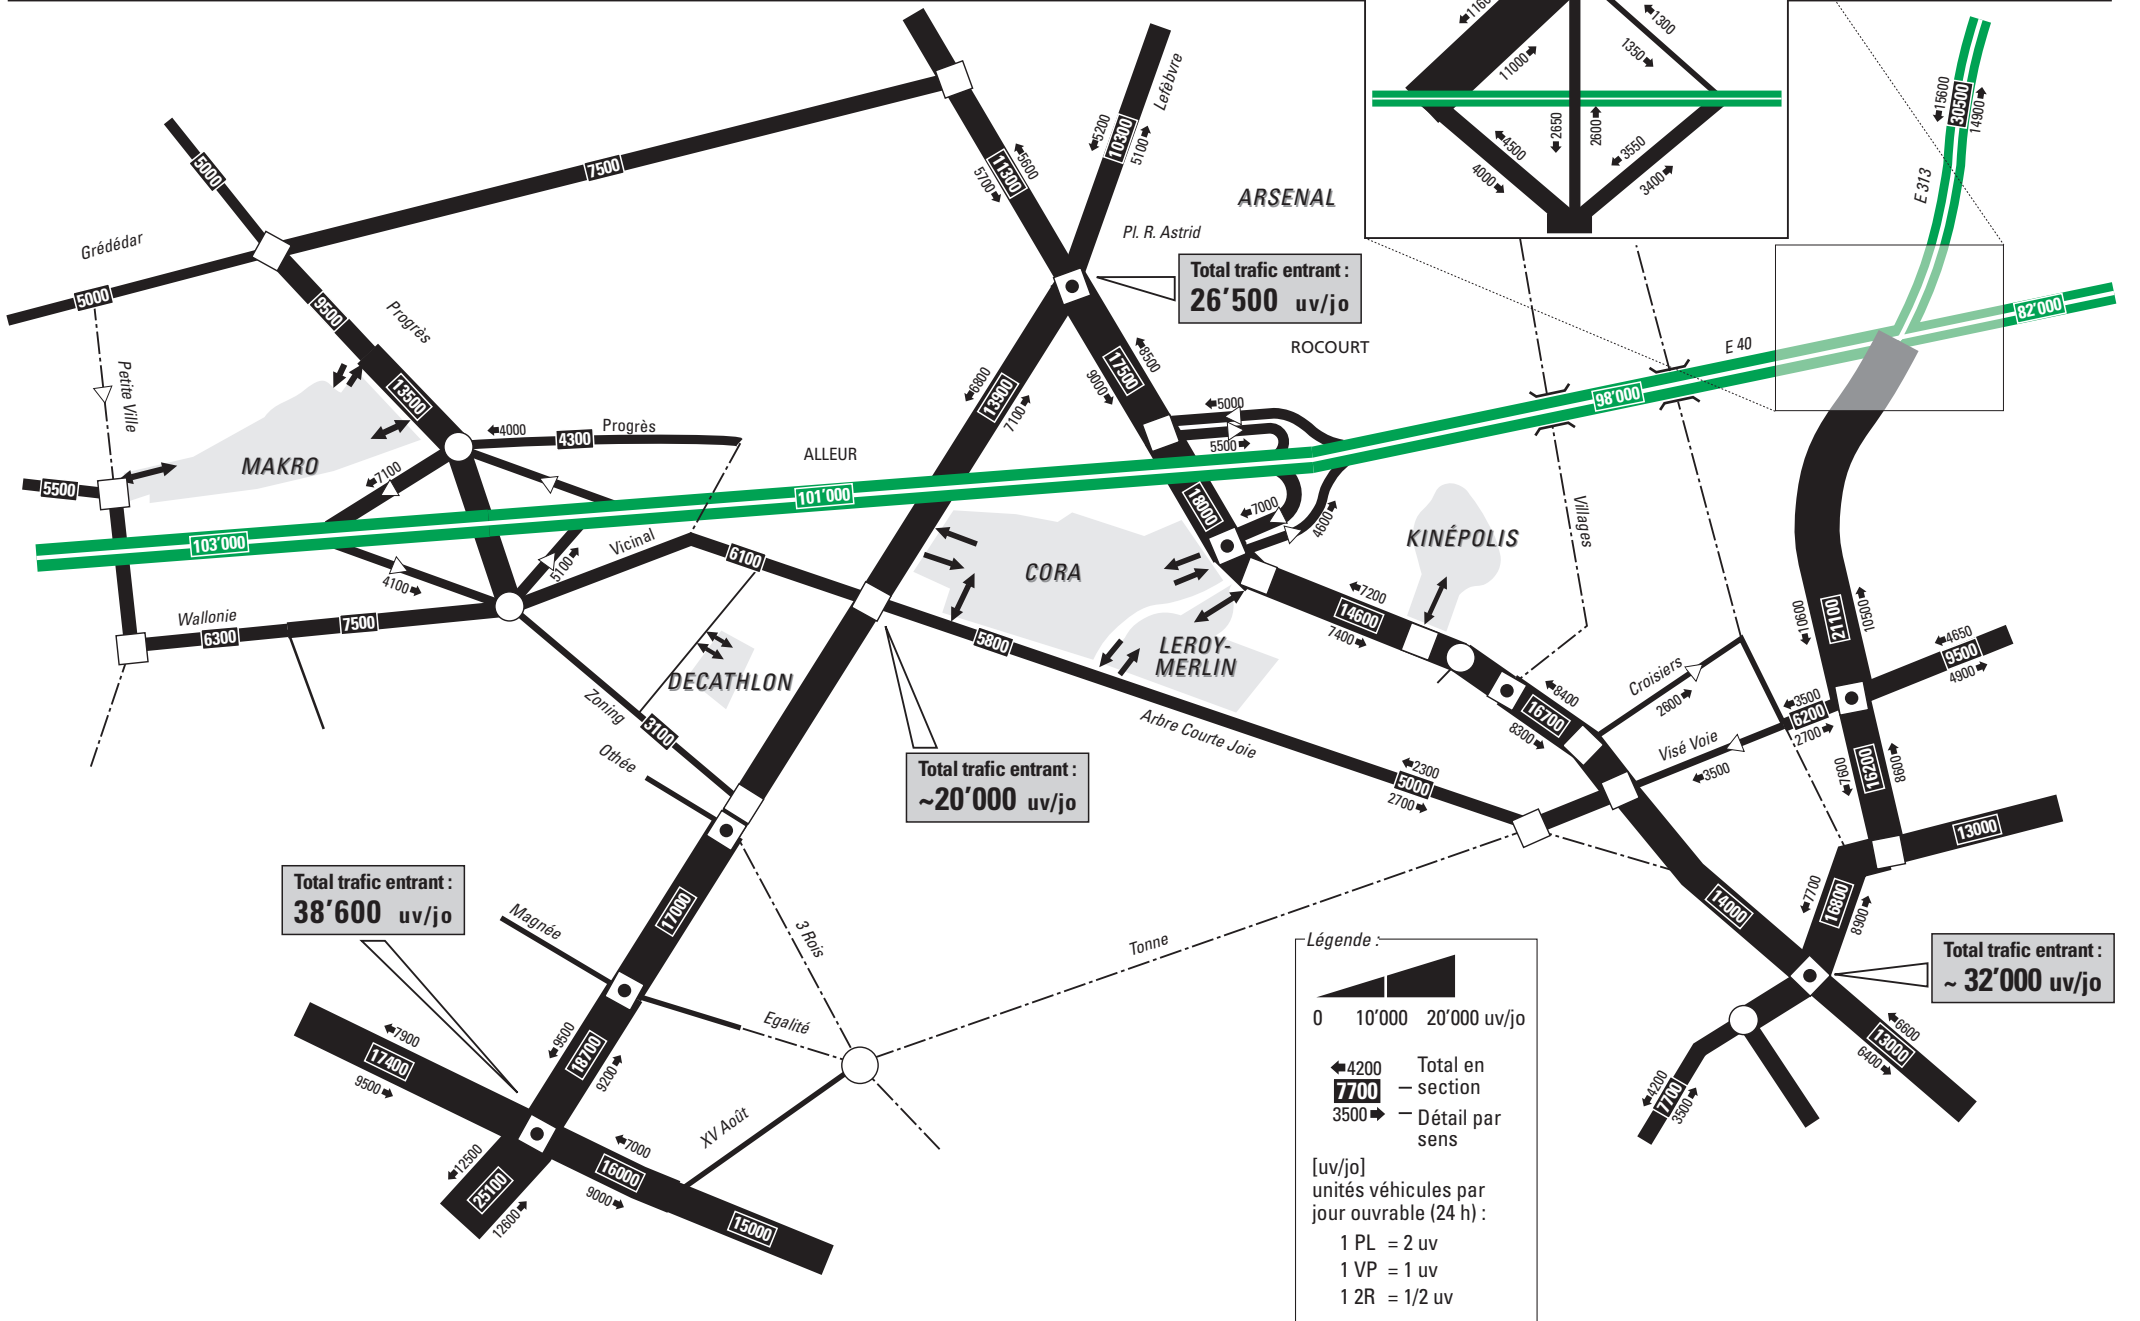 1300
1350
11000
4500
4000
2650
2600
3550
3400
15600
30500
14900
E 313
82'000
E 40
98'000
Lefèbvre
5200
10300
5100
5600
11300
5700
ARSENAL
Pl. R. Astrid
Total trafic entrant :
26'500 uv/jo
ROCOURT
7500
5000
Grédédar
5000
9500
Progrès
Petite Ville
13500
MAKRO
4000
4300
Progrès
7100
5500
ALLEUR
101'000
103'000
6800
13900
7100
8500
17500
9000
5000
5500
18000
7000
4600
KINÉPOLIS
Villages
CORA
Vicinal
6100
5100
4100
Wallonie
6300
7500
DECATHLON
Zoning
3100
Othée
5800
LEROY-
MERLIN
7200
14600
7400
8400
16700
8300
Croisiers
2600
Visé Voie
3500
3500
6200
2700
10600
21100
10500
4650
9500
4900
Arbre Courte Joie
2300
5000
2700
7600
16200
8600
13000
Total trafic entrant :
~20'000 uv/jo
Total trafic entrant :
38'600 uv/jo
17000
Magnée
3 Rois
Tonne
Egalité
14000
7700
16800
8900
Total trafic entrant :
~ 32'000 uv/jo
6600
13000
6400
4200
7700
3500
7900
17400
9500
9500
18700
9200
XV Août
7000
16000
9000
15000
12500
25100
12600
Légende :
0 10'000 20'000 uv/jo
4200 Total en
7700 – section
3500 – Détail par
sens
[uv/jo]
unités véhicules par
jour ouvrable (24 h) :
1 PL = 2 uv
1 VP = 1 uv
1 2R = 1/2 uv